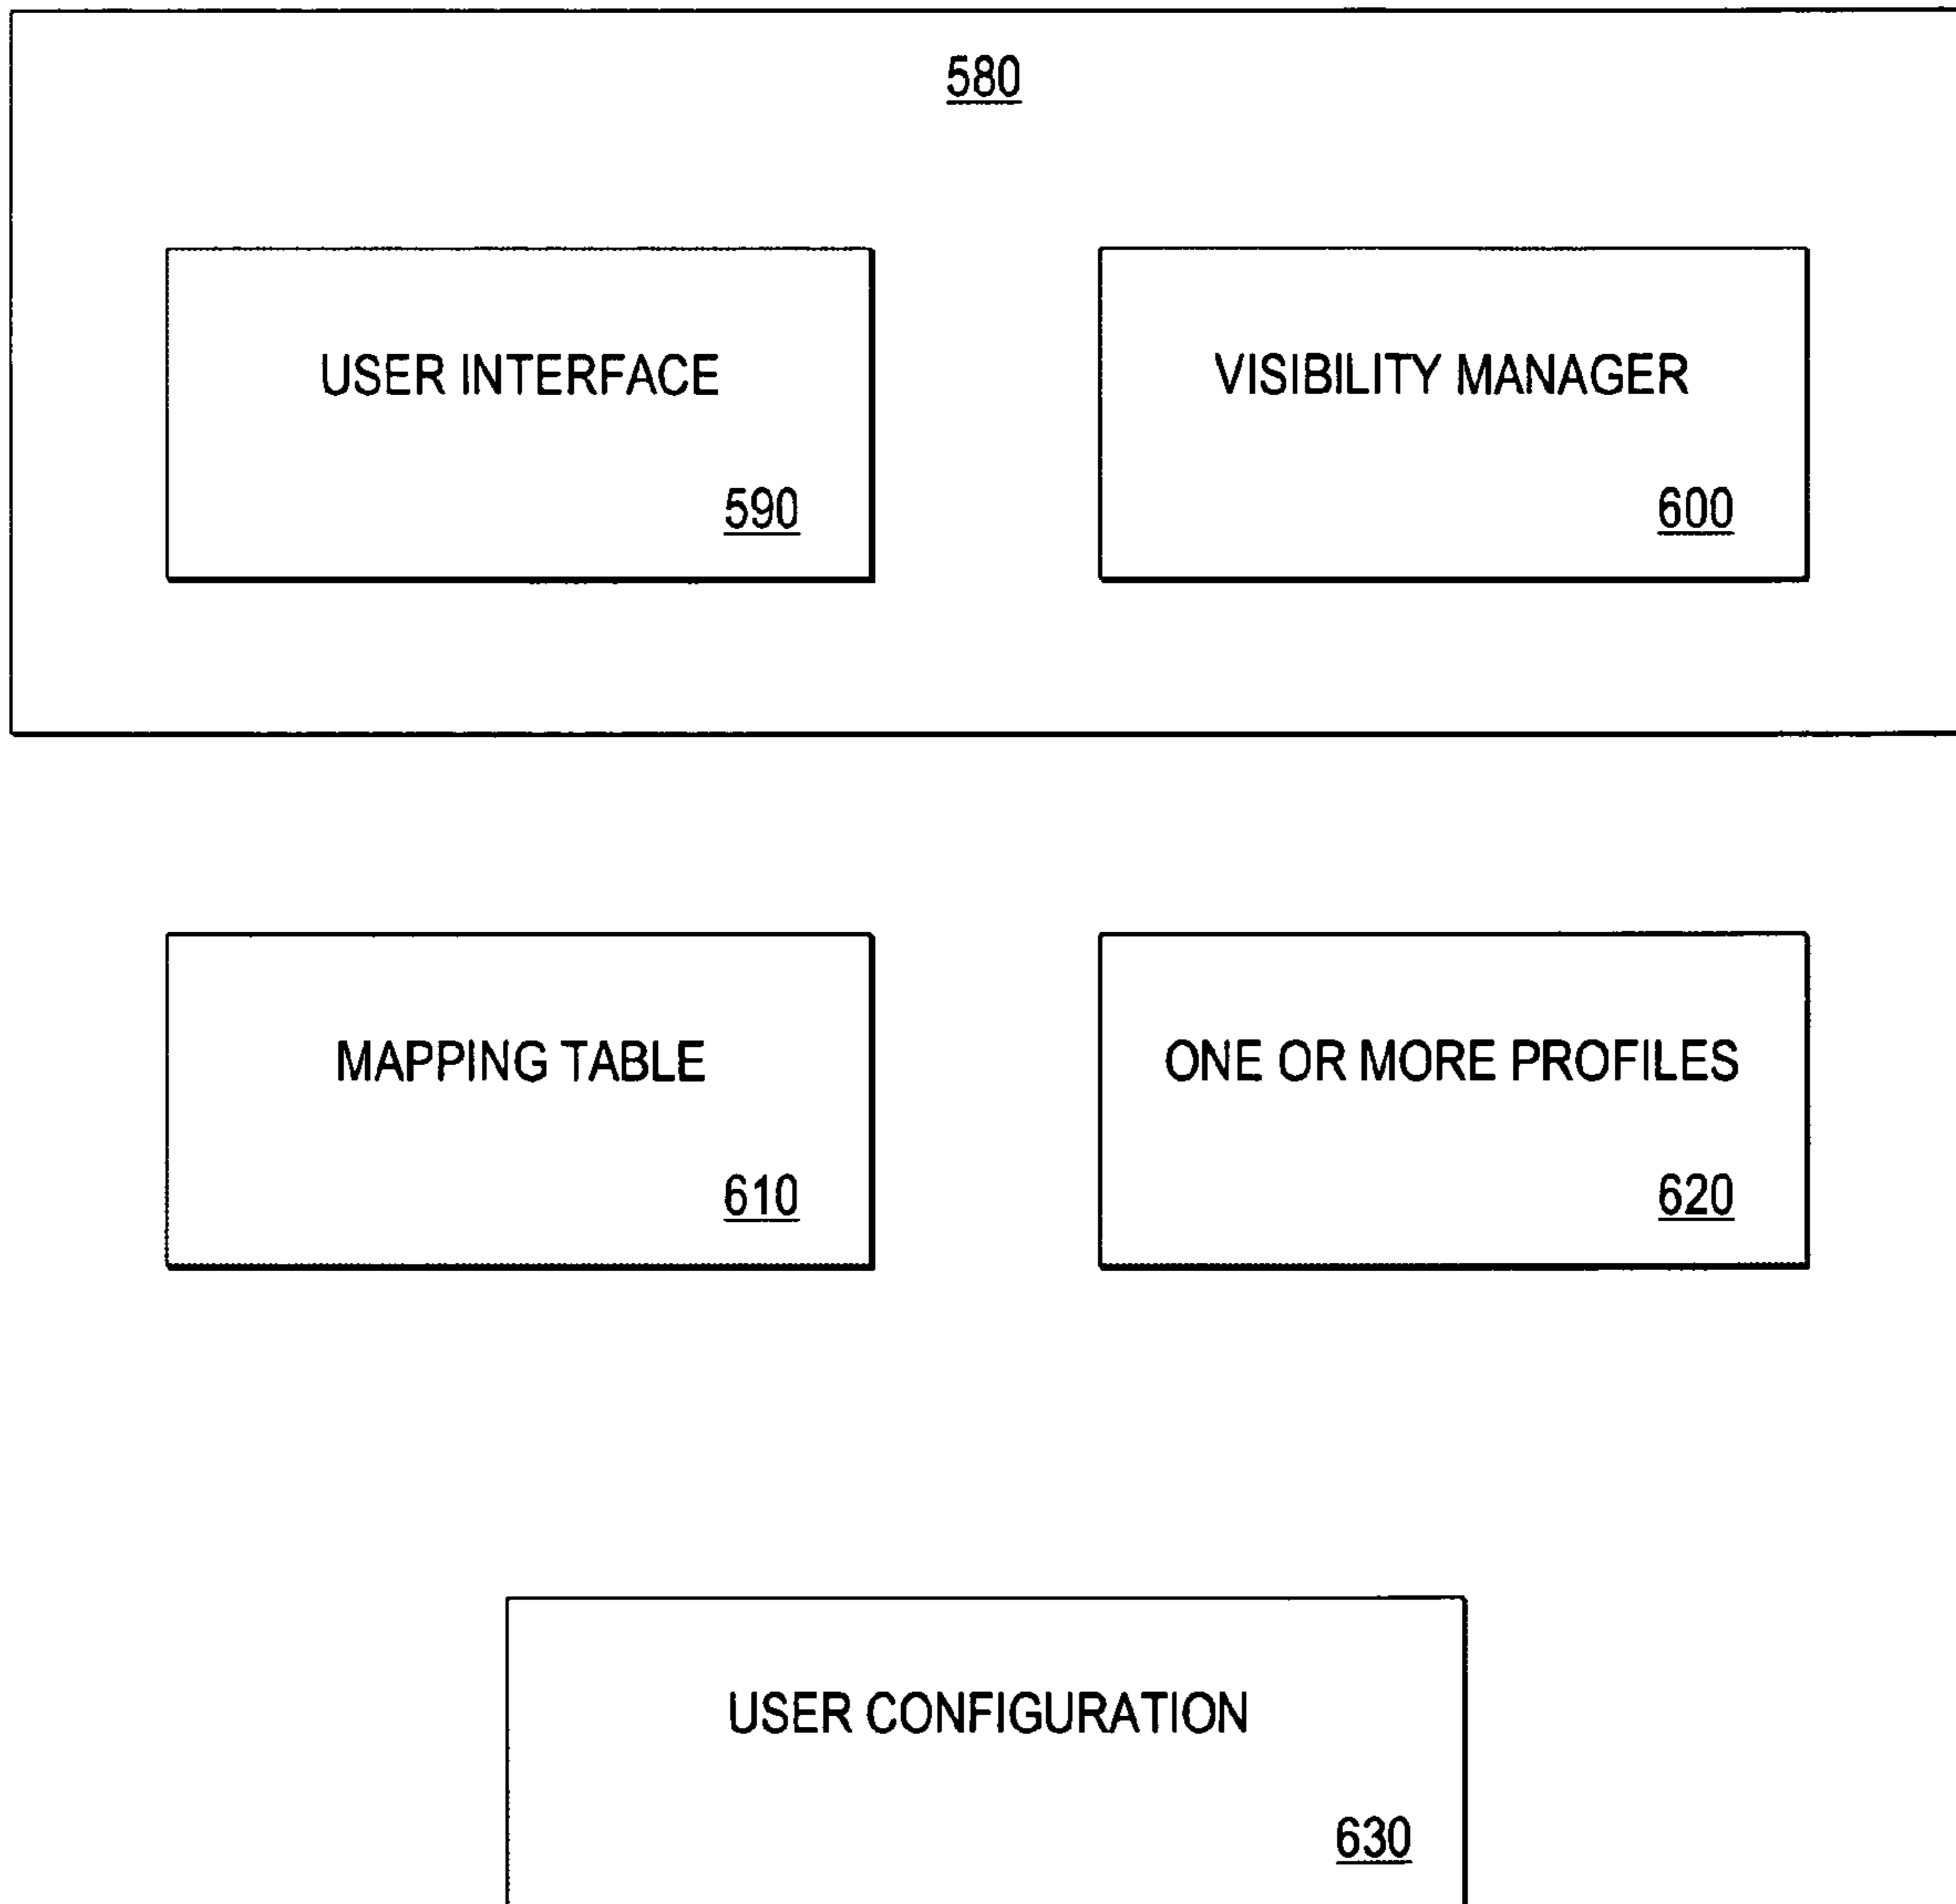 580
USER INTERFACE
590
VISIBILITY MANAGER
600
MAPPING TABLE
610
ONE OR MORE PROFILES
620
USER CONFIGURATION
630